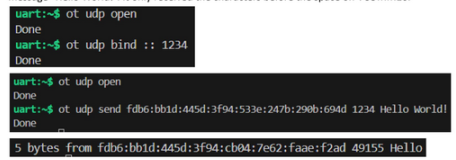 uart:~$ ot udp open
Done
uart:~$ ot udp bind :: 1234
Done
uart:~$ ot udp open
Done
uart:~$ ot udp send fdb6:bb1d:445d:3f94:533e:247b:290b:694d 1234 Hello World!
Done
5 bytes from fdb6:bb1d:445d:3f94:cb04:7e62:faae:f2ad 49155 Hello